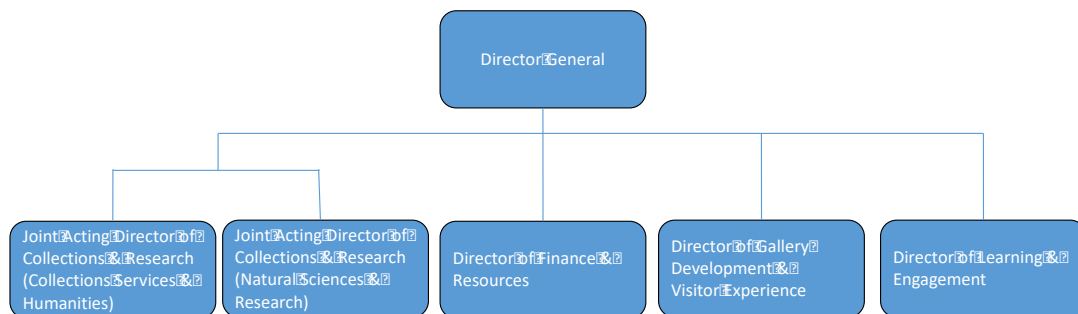 Director General
Joint Acting Director of
Collections & Research
(Collections Services &
Humanities)
Joint Acting Director of
Collections & Research
(Natural Sciences &
Research)
Director of Finance &
Resources
Director of Gallery
Development &
Visitor Experience
Director of Learning &
Engagement